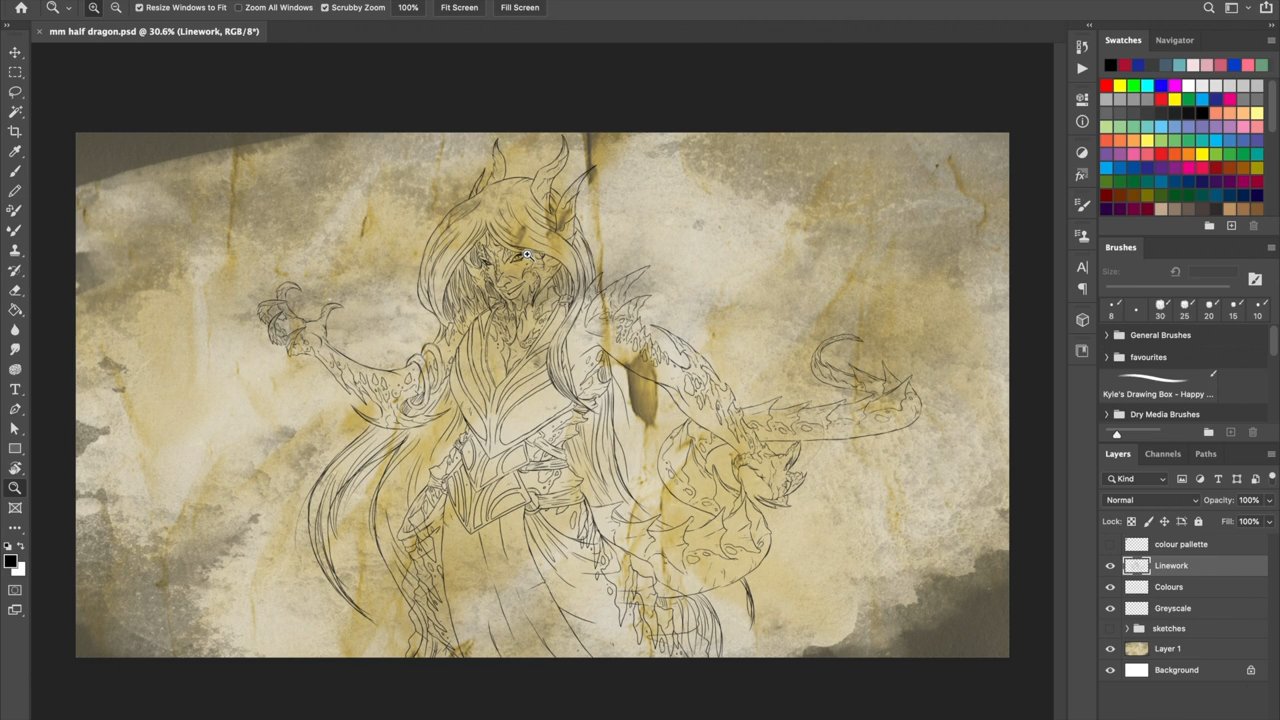 Resize Windows to Fit Zoom All Windows Scrubby Zoom 100% Fit Screen Fill Screen
× mm half dragon.psd @ 30.6% (Linework, RGB/8*)
Swatches Navigator
Brushes
Size:
8 30 25 20 15 10
General Brushes
favourites
Kyle's Drawing Box - Happy ...
Dry Media Brushes
Layers Channels Paths
Kind
Normal Opacity: 100%
Lock: Fill: 100%
colour pallette
Linework
Colours
Greyscale
sketches
Layer 1
Background